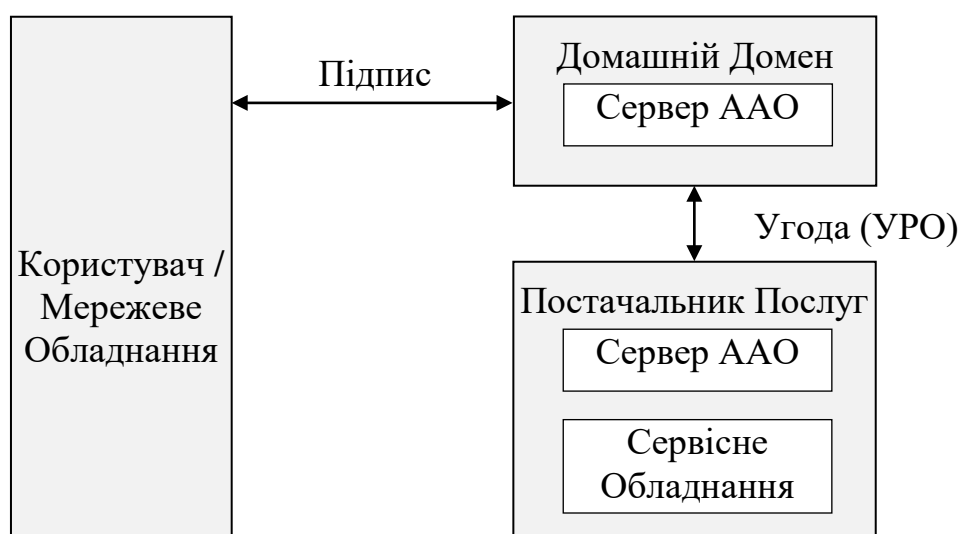 Домашній Домен
Підпис
Сервер ААО
Угода (УРО)
Користувач /
Мережеве
Обладнання
Постачальник Послуг
Сервер ААО
Сервісне
Обладнання